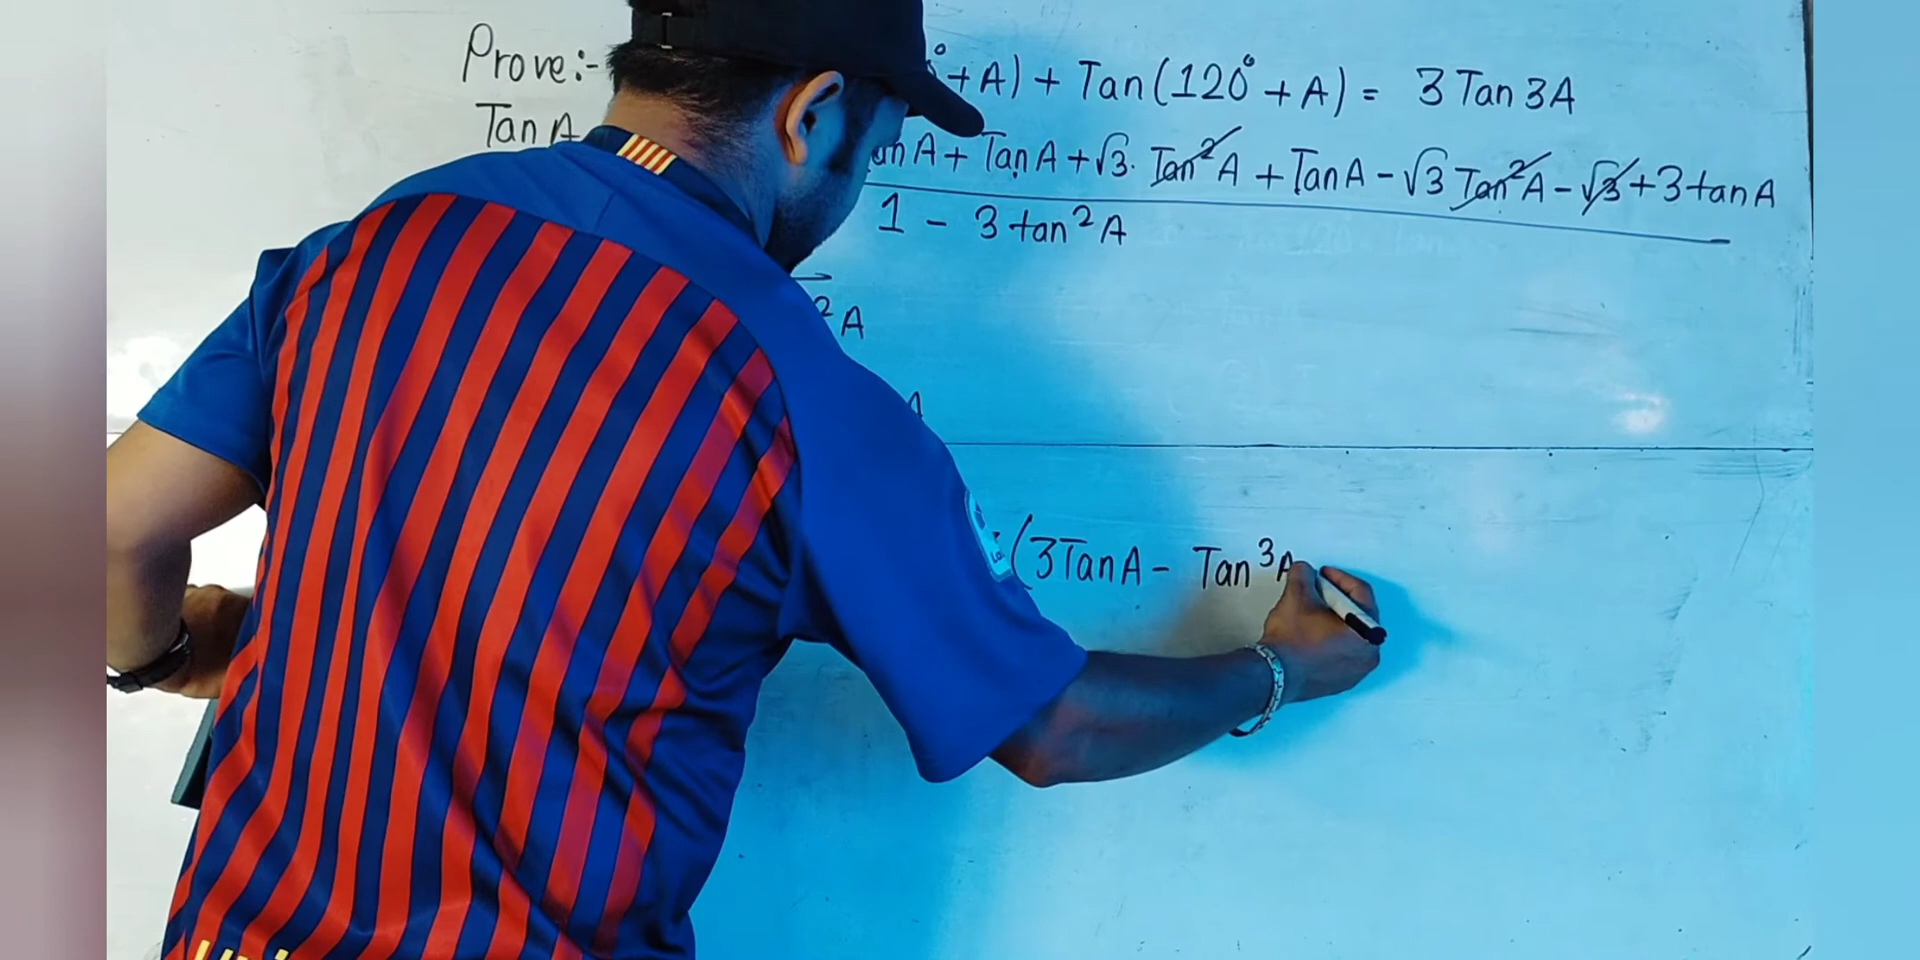 Prove:- °+A) + Tan(120°+A) = 3 Tan 3A
Tan A an A + Tan A + √3. Tan²A + Tan A - √3 Tan²A - √3 + 3 tan A
1 - 3 tan²A
²A
A
(3 Tan A - Tan³A